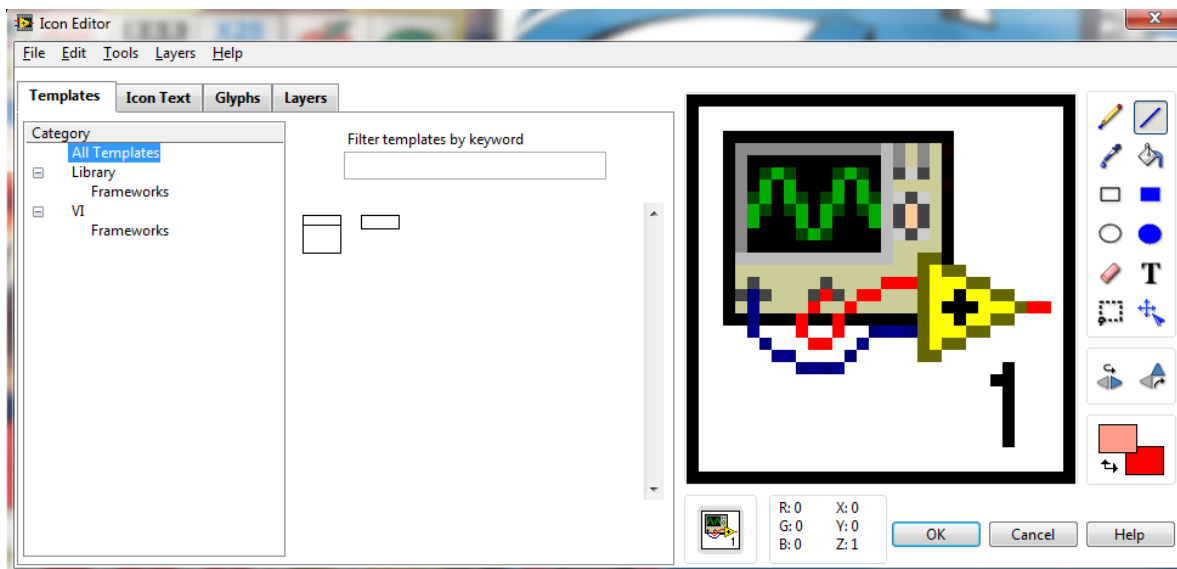 Icon Editor
File Edit Tools Layers Help
Templates Icon Text Glyphs Layers
Category
All Templates
Library
Frameworks
VI
Frameworks
Filter templates by keyword
1
T
R: 0 X: 0
G: 0 Y: 0
B: 0 Z: 1
1
OK Cancel Help